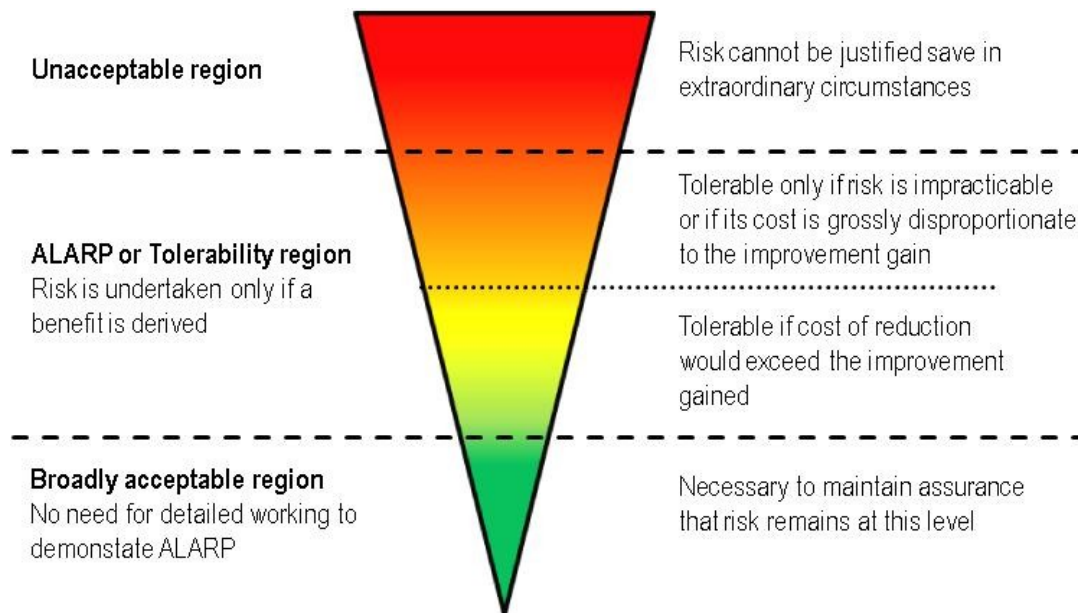 Unacceptable region
Risk cannot be justified save in
extraordinary circumstances
ALARP or Tolerability region
Risk is undertaken only if a
benefit is derived
Tolerable only if risk is impracticable
or if its cost is grossly disproportionate
to the improvement gain
Tolerable if cost of reduction
would exceed the improvement
gained
Broadly acceptable region
No need for detailed working to
demonstate ALARP
Necessary to maintain assurance
that risk remains at this level